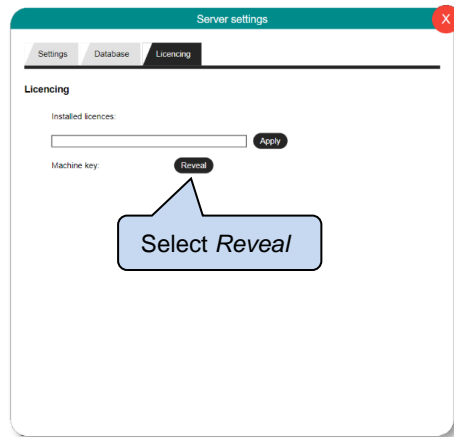 Server settings
X
Settings Database Licencing
Licencing
Installed licences:
Apply
Machine key: Reveal
Select Reveal